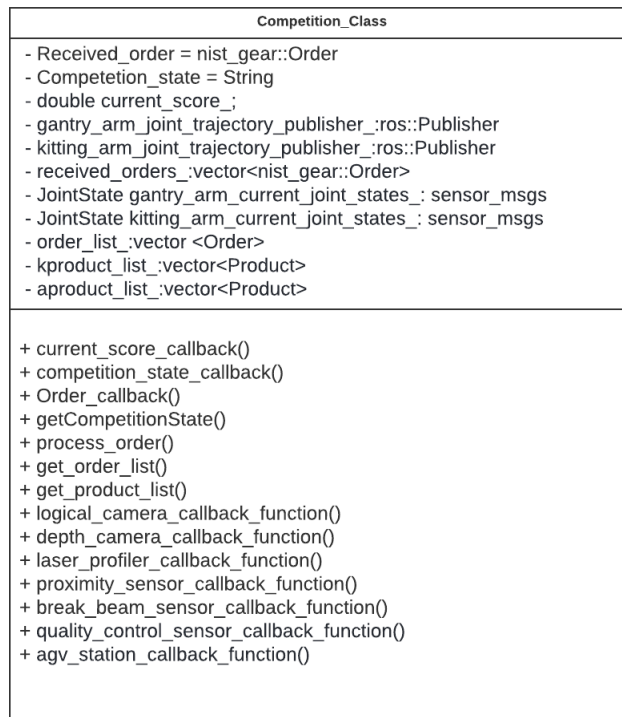 Competition_Class
- Received_order = nist_gear::Order
- Competetion_state = String
- double current_score_;
- gantry_arm_joint_trajectory_publisher_:ros::Publisher
- kitting_arm_joint_trajectory_publisher_:ros::Publisher
- received_orders_:vector<nist_gear::Order>
- JointState gantry_arm_current_joint_states_: sensor_msgs
- JointState kitting_arm_current_joint_states_: sensor_msgs
- order_list_:vector <Order>
- kproduct_list_:vector<Product>
- aproduct_list_:vector<Product>
+ current_score_callback()
+ competition_state_callback()
+ Order_callback()
+ getCompetitionState()
+ process_order()
+ get_order_list()
+ get_product_list()
+ logical_camera_callback_function()
+ depth_camera_callback_function()
+ laser_profiler_callback_function()
+ proximity_sensor_callback_function()
+ break_beam_sensor_callback_function()
+ quality_control_sensor_callback_function()
+ agv_station_callback_function()